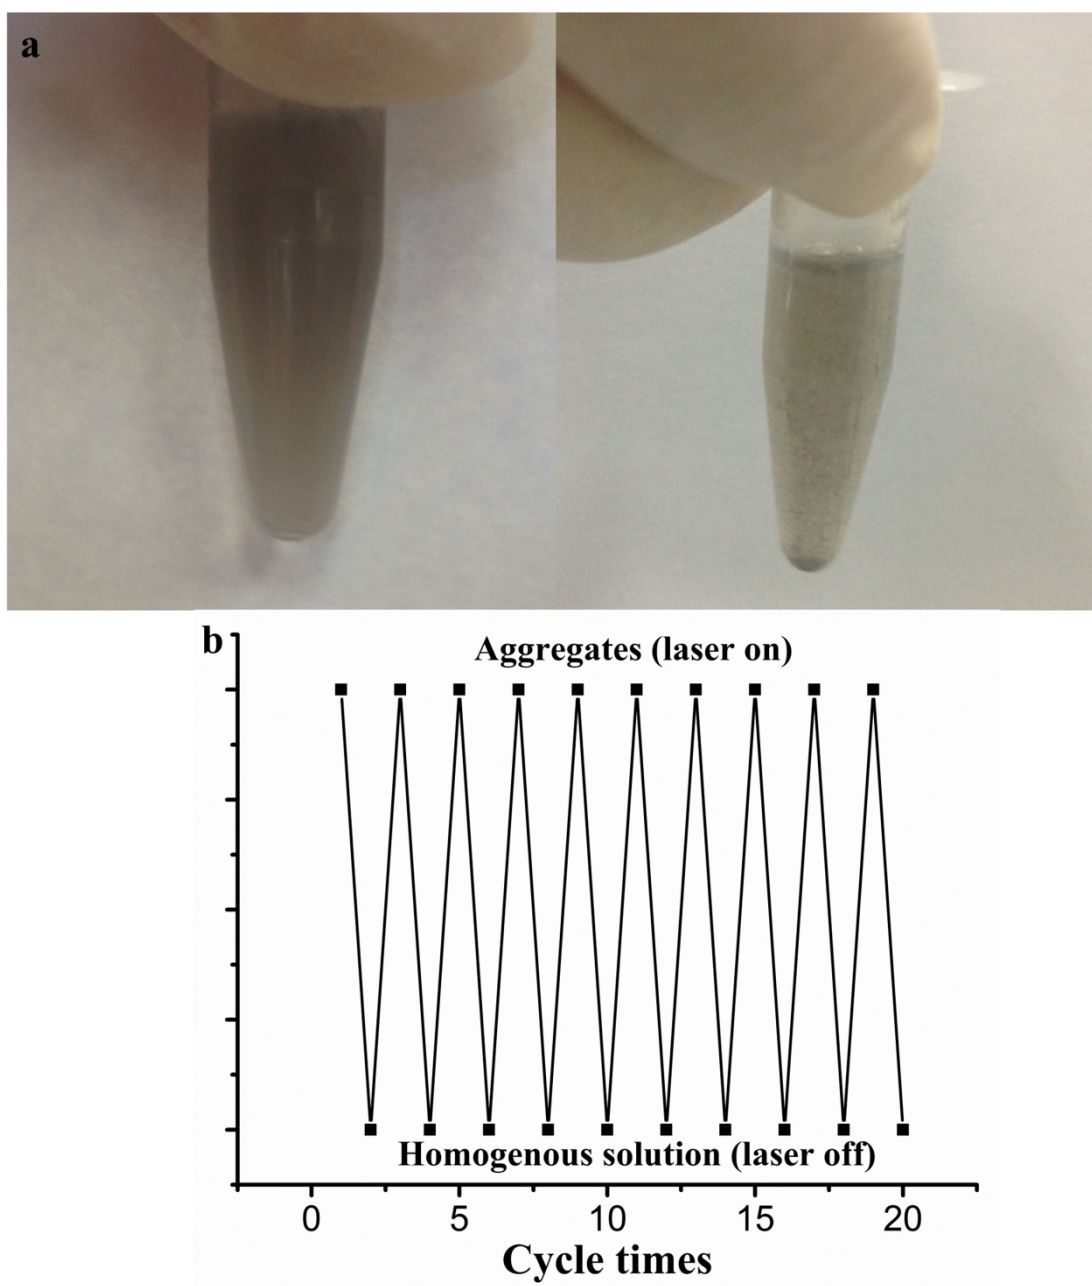 a
b
Aggregates (laser on)
Homogenous solution (laser off)
0 5 10 15 20
Cycle times